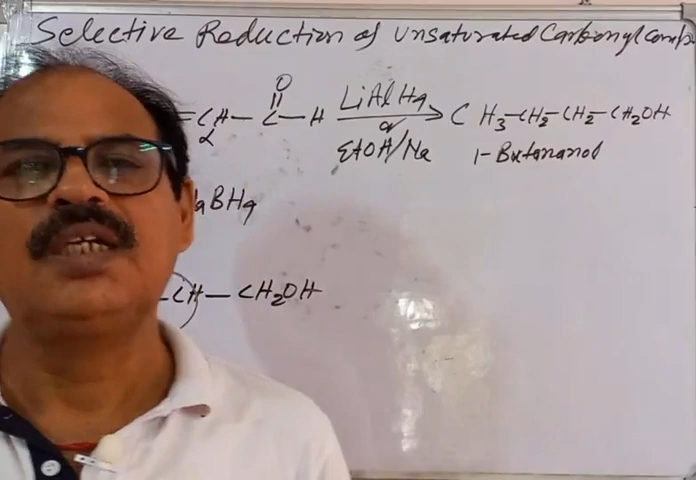 Selective Reduction of Unsaturated Carbonyl Comp
O
=CH-C-H LiAlH4 CH3-CH2-CH2-CH2OH
α or
EtOH/Na 1-Butananol
aBH4
-CH-CH2OH